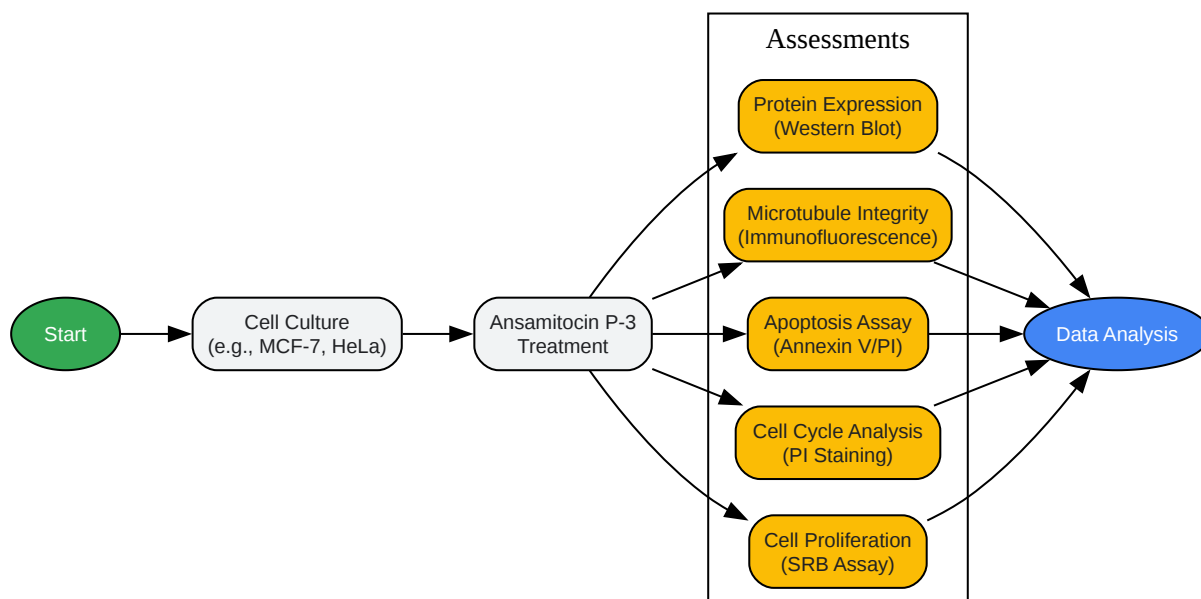 Start
Cell Culture
(e.g., MCF-7, HeLa)
Ansamitocin P-3
Treatment
Assessments
Protein Expression
(Western Blot)
Microtubule Integrity
(Immunofluorescence)
Apoptosis Assay
(Annexin V/PI)
Cell Cycle Analysis
(PI Staining)
Cell Proliferation
(SRB Assay)
Data Analysis